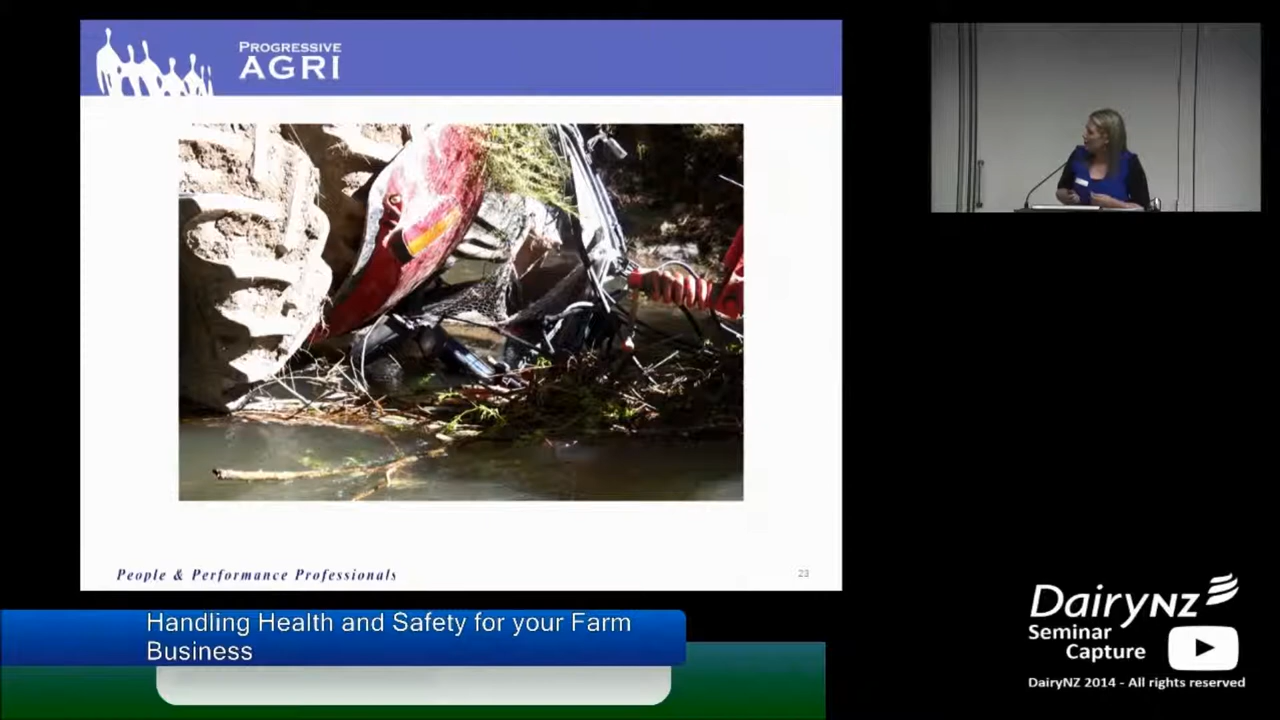 PROGRESSIVE
AGRI
People & Performance Professionals
23
Handling Health and Safety for your Farm
Business
DairyNZ
Seminar
Capture
DairyNZ 2014 - All rights reserved